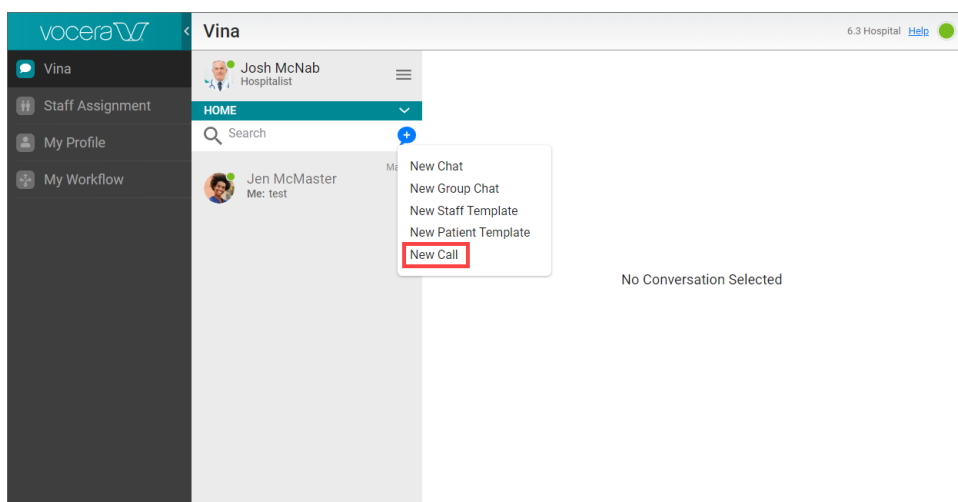 vocera
Vina
6.3 Hospital Help
Vina
Staff Assignment
My Profile
My Workflow
Josh McNab
Hospitalist
HOME
Search
Jen McMaster
Me: test
New Chat
New Group Chat
New Staff Template
New Patient Template
New Call
No Conversation Selected